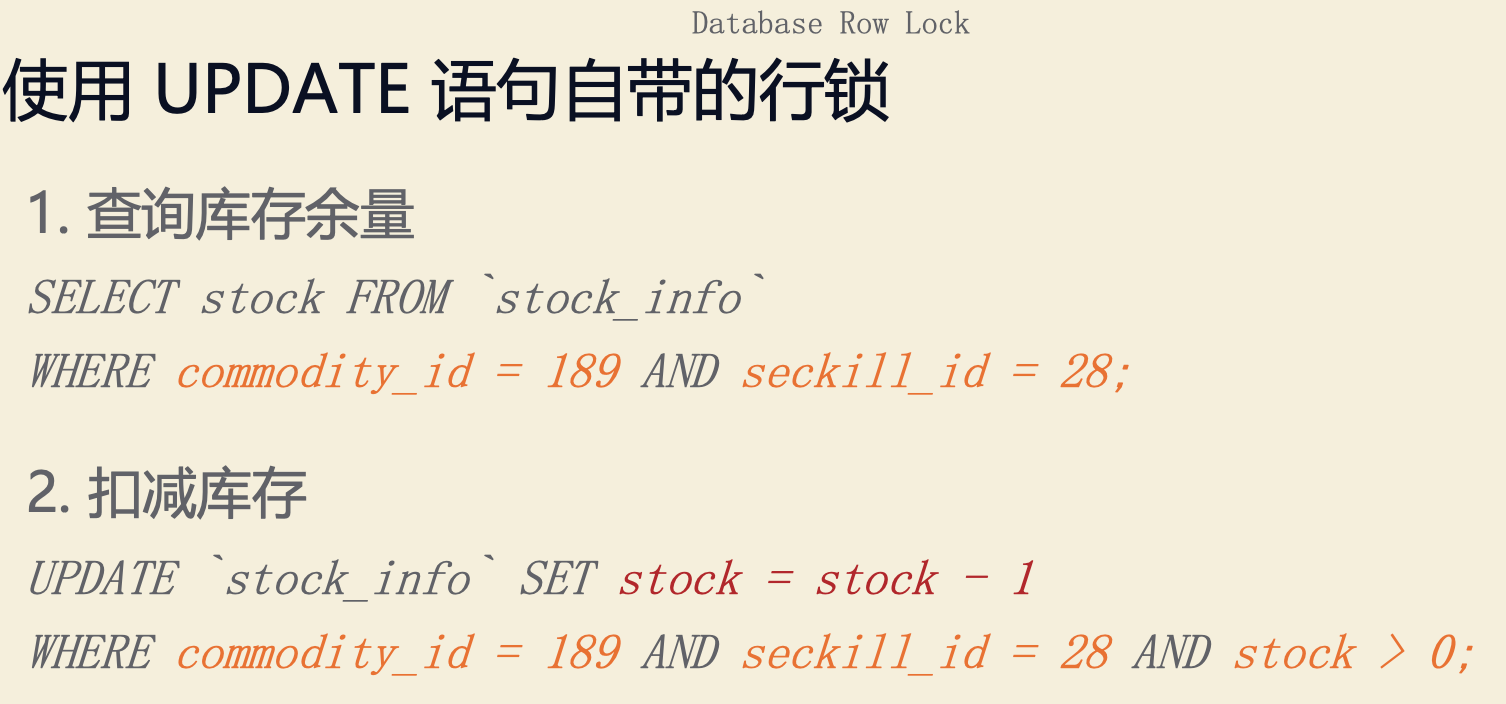 Database Row Lock
使用 UPDATE 语句自带的行锁
1. 查询库存余量
SELECT stock FROM `stock_info`
WHERE commodity_id = 189 AND seckill_id = 28;
2. 扣减库存
UPDATE `stock_info` SET stock = stock - 1
WHERE commodity_id = 189 AND seckill_id = 28 AND stock > 0;